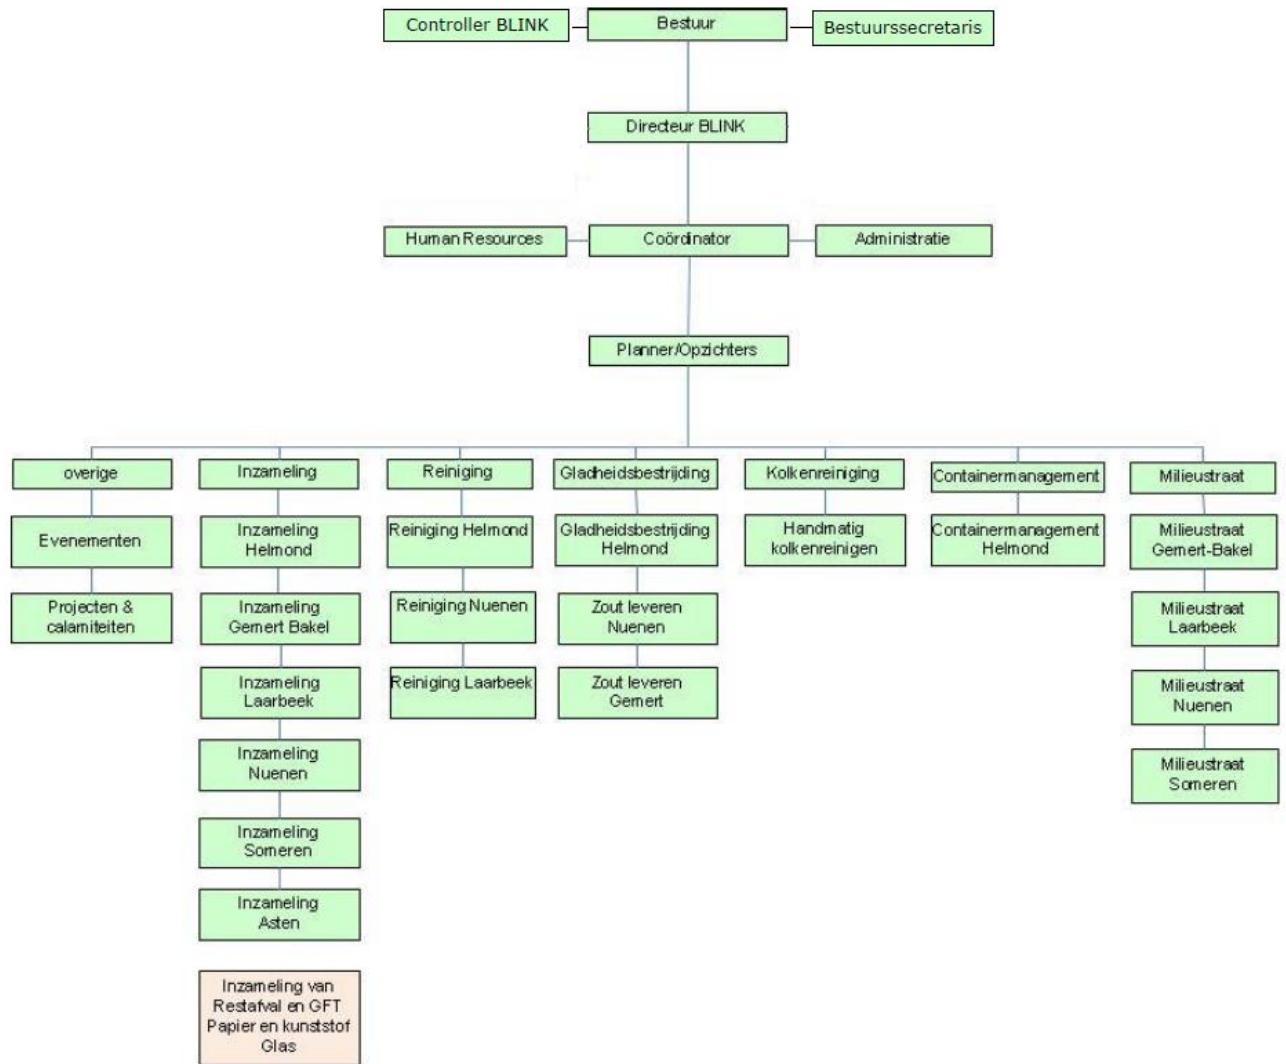 Controller BLINK
Bestuur
Bestuurssecretaris
Directeur BLINK
Human Resources
Coördinator
Administratie
Planner/Opzichters
overige
Inzameling
Reiniging
Gladheidsbestrijding
Kolkenreiniging
Containermanagement
Milieustraat
Evenementen
Inzameling
Helmond
Reiniging Helmond
Gladheidsbestrijding
Helmond
Handmatig
kolkenreinigen
Containermanagement
Helmond
Milieustraat
Gemert-Bakel
Projecten &
calamiteiten
Inzameling
Gemert Bakel
Reiniging Nuenen
Zout leveren
Nuenen
Milieustraat
Laarbeek
Inzameling
Laarbeek
Reiniging Laarbeek
Zout leveren
Gemert
Milieustraat
Nuenen
Inzameling
Nuenen
Milieustraat
Someren
Inzameling
Someren
Inzameling
Asten
Inzameling van
Restafval en GFT
Papier en kunststof
Glas